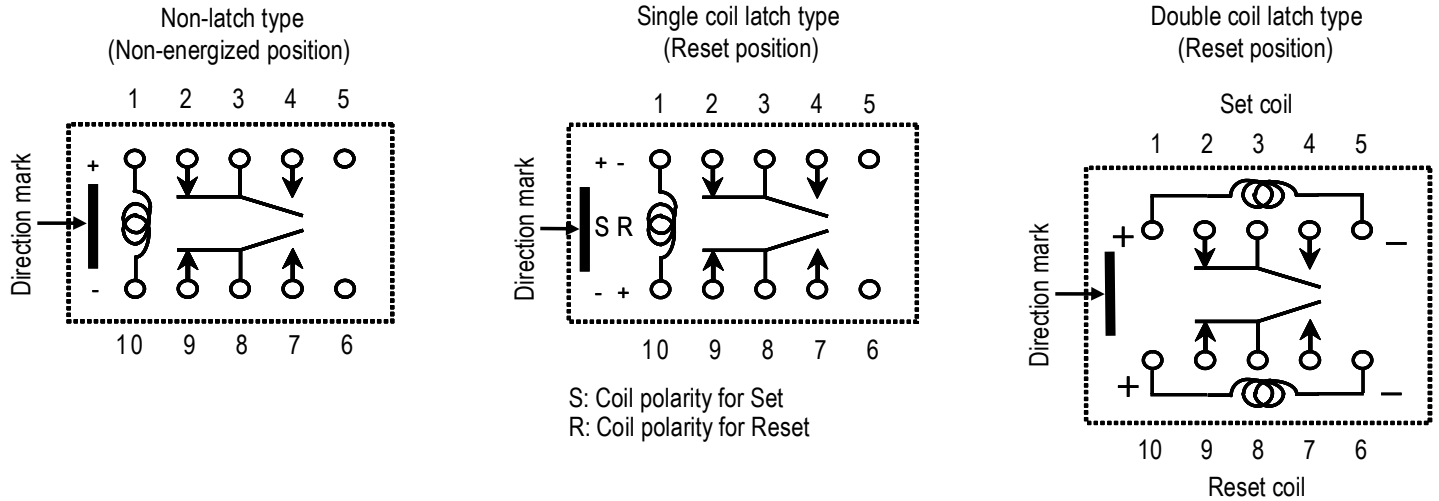 Non-latch type
(Non-energized position)
1 2 3 4 5
Direction mark
+
-
10 9 8 7 6
Single coil latch type
(Reset position)
1 2 3 4 5
Direction mark
+ -
S R
- +
10 9 8 7 6
S: Coil polarity for Set
R: Coil polarity for Reset
Double coil latch type
(Reset position)
Set coil
1 2 3 4 5
Direction mark
+ −
+ −
10 9 8 7 6
Reset coil